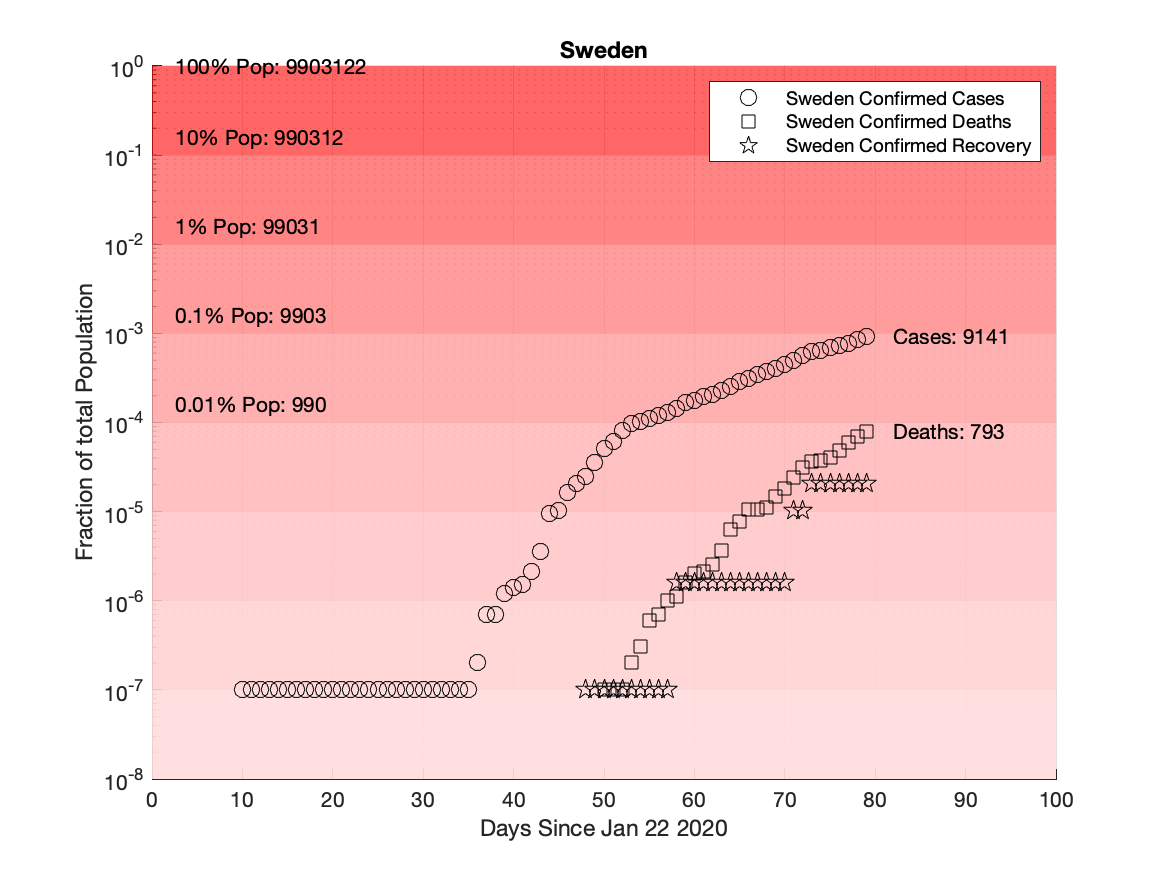 Sweden
10^0
100% Pop: 9903122
Sweden Confirmed Cases
Sweden Confirmed Deaths
Sweden Confirmed Recovery
10% Pop: 990312
10^-1
1% Pop: 99031
10^-2
0.1% Pop: 9903
10^-3
Cases: 9141
0.01% Pop: 990
10^-4
Deaths: 793
10^-5
10^-6
10^-7
10^-8
Fraction of total Population
0 10 20 30 40 50 60 70 80 90 100
Days Since Jan 22 2020